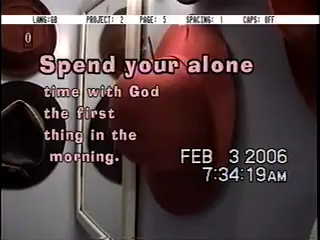 LANG:GB PROJECT: 2 PAGE: 5 SPACING: 1 CAPS: OFF
0
Spend your alone
time with God
the first
thing in the
morning.
FEB 3 2006
7:34:19AM